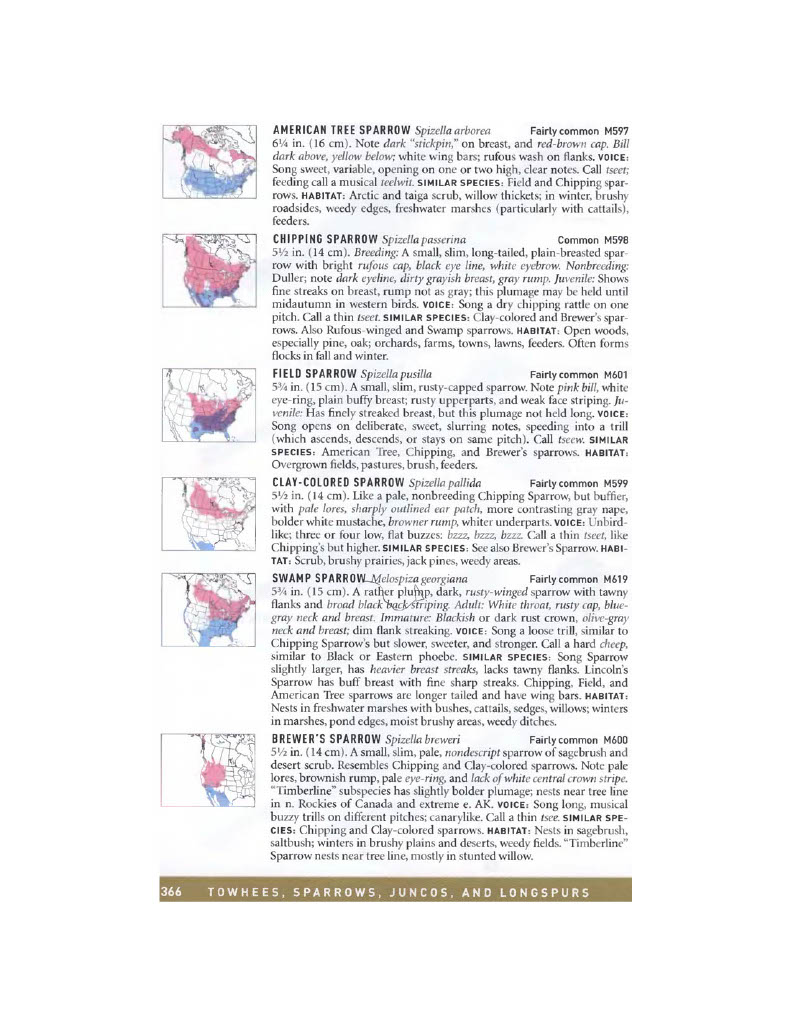 AMERICAN TREE SPARROW Spizella arborea Fairly common M597
6¼ in. (16 cm). Note dark "stickpin," on breast, and red-brown cap. Bill
dark above, yellow below; white wing bars; rufous wash on flanks. VOICE:
Song sweet, variable, opening on one or two high, clear notes. Call tseet;
feeding call a musical teelwit. SIMILAR SPECIES: Field and Chipping spar-
rows. HABITAT: Arctic and taiga scrub, willow thickets; in winter, brushy
roadsides, weedy edges, freshwater marshes (particularly with cattails),
feeders.
CHIPPING SPARROW Spizella passerina Common M598
5½ in. (14 cm). Breeding: A small, slim, long-tailed, plain-breasted spar-
row with bright rufous cap, black eye line, white eyebrow. Nonbreeding:
Duller; note dark eyeline, dirty grayish breast, gray rump. Juvenile: Shows
fine streaks on breast, rump not as gray; this plumage may be held until
midautumn in western birds. VOICE: Song a dry chipping rattle on one
pitch. Call a thin tseet. SIMILAR SPECIES: Clay-colored and Brewer's spar-
rows. Also Rufous-winged and Swamp sparrows. HABITAT: Open woods,
especially pine, oak; orchards, farms, towns, lawns, feeders. Often forms
flocks in fall and winter.
FIELD SPARROW Spizella pusilla Fairly common M601
5¾ in. (15 cm). A small, slim, rusty-capped sparrow. Note pink bill, white
eye-ring, plain buffy breast; rusty upperparts, and weak face striping. Ju-
venile: Has finely streaked breast, but this plumage not held long. VOICE:
Song opens on deliberate, sweet, slurring notes, speeding into a trill
(which ascends, descends, or stays on same pitch). Call tseew. SIMILAR
SPECIES: American Tree, Chipping, and Brewer's sparrows. HABITAT:
Overgrown fields, pastures, brush, feeders.
CLAY-COLORED SPARROW Spizella pallida Fairly common M599
5½ in. (14 cm). Like a pale, nonbreeding Chipping Sparrow, but buffier,
with pale lores, sharply outlined ear patch, more contrasting gray nape,
bolder white mustache, browner rump, whiter underparts. VOICE: Unbird-
like; three or four low, flat buzzes: bzzz, bzzz, bzzz. Call a thin tseet, like
Chipping's but higher. SIMILAR SPECIES: See also Brewer's Sparrow. HABI-
TAT: Scrub, brushy prairies, jack pines, weedy areas.
SWAMP SPARROW Melospiza georgiana Fairly common M619
5¾ in. (15 cm). A rather plump, dark, rusty-winged sparrow with tawny
flanks and broad black back striping. Adult: White throat, rusty cap, blue-
gray neck and breast. Immature: Blackish or dark rust crown, olive-gray
neck and breast; dim flank streaking. VOICE: Song a loose trill, similar to
Chipping Sparrow's but slower, sweeter, and stronger. Call a hard cheep,
similar to Black or Eastern phoebe. SIMILAR SPECIES: Song Sparrow
slightly larger, has heavier breast streaks, lacks tawny flanks. Lincoln's
Sparrow has buff breast with fine sharp streaks. Chipping, Field, and
American Tree sparrows are longer tailed and have wing bars. HABITAT:
Nests in freshwater marshes with bushes, cattails, sedges, willows; winters
in marshes, pond edges, moist brushy areas, weedy ditches.
BREWER'S SPARROW Spizella breweri Fairly common M600
5½ in. (14 cm). A small, slim, pale, nondescript sparrow of sagebrush and
desert scrub. Resembles Chipping and Clay-colored sparrows. Note pale
lores, brownish rump, pale eye-ring, and lack of white central crown stripe.
"Timberline" subspecies has slightly bolder plumage; nests near tree line
in n. Rockies of Canada and extreme e. AK. VOICE: Song long, musical
buzzy trills on different pitches; canarylike. Call a thin tsee. SIMILAR SPE-
CIES: Chipping and Clay-colored sparrows. HABITAT: Nests in sagebrush,
saltbush; winters in brushy plains and deserts, weedy fields. "Timberline"
Sparrow nests near tree line, mostly in stunted willow.
366 TOWHEES, SPARROWS, JUNCOS, AND LONGSPURS